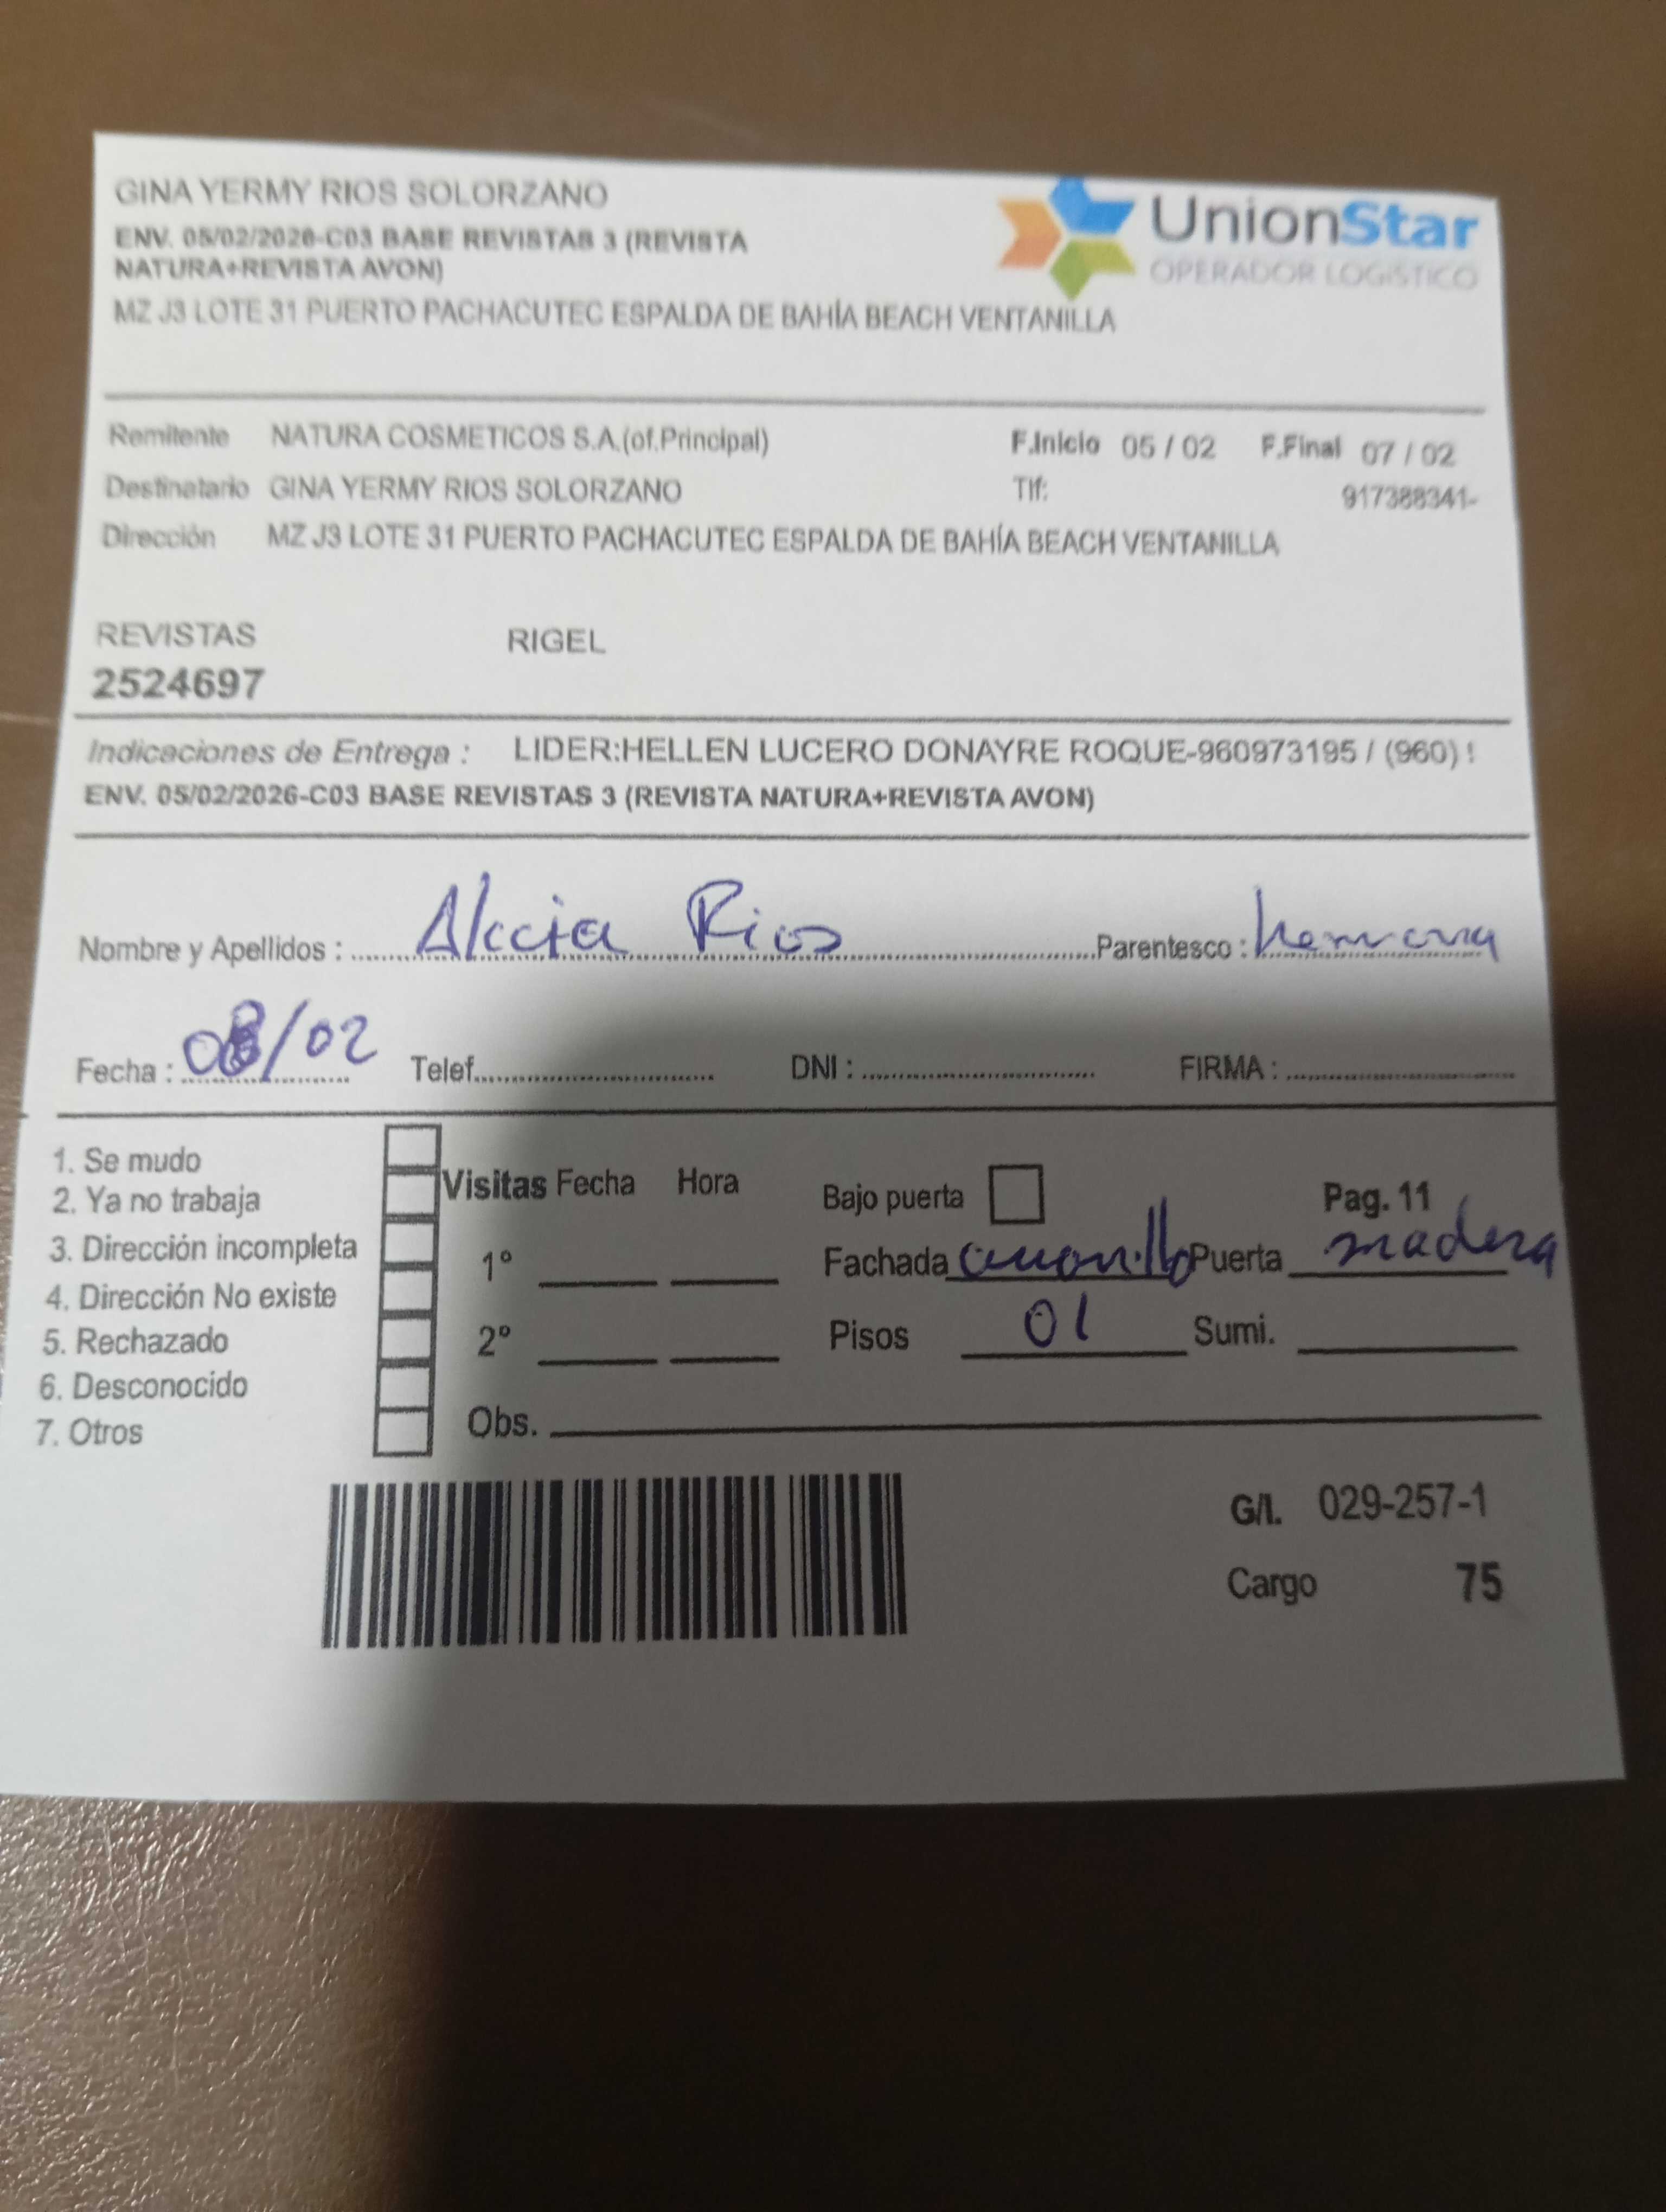 GINA YERMY RIOS SOLORZANO
UnionStar
OPERADOR LOGÍSTICO
ENV. 05/02/2026-C03 BASE REVISTAS 3 (REVISTA
NATURA+REVISTA AVON)
MZ J3 LOTE 31 PUERTO PACHACUTEC ESPALDA DE BAHÍA BEACH VENTANILLA
Remitente NATURA COSMETICOS S.A.(of.Principal) F.Inicio 05 / 02 F.Final 07 / 02
Destinatario GINA YERMY RIOS SOLORZANO Tlf: 917388341-
Dirección MZ J3 LOTE 31 PUERTO PACHACUTEC ESPALDA DE BAHÍA BEACH VENTANILLA
REVISTAS RIGEL
2524697
Indicaciones de Entrega : LIDER:HELLEN LUCERO DONAYRE ROQUE-960973195 / (960)
ENV. 05/02/2026-C03 BASE REVISTAS 3 (REVISTA NATURA+REVISTA AVON)
Nombre y Apellidos : Alicia Rios Parentesco : hermana
Fecha : 08/02 Telef. DNI : FIRMA :
1. Se mudo
2. Ya no trabaja
3. Dirección incompleta
4. Dirección No existe
5. Rechazado
6. Desconocido
7. Otros
Visitas Fecha Hora
1º
2º
Obs.
Bajo puerta Pag. 11
Fachada amarillo Puerta madera
Pisos 01 Sumi.
G/I. 029-257-1
Cargo 75